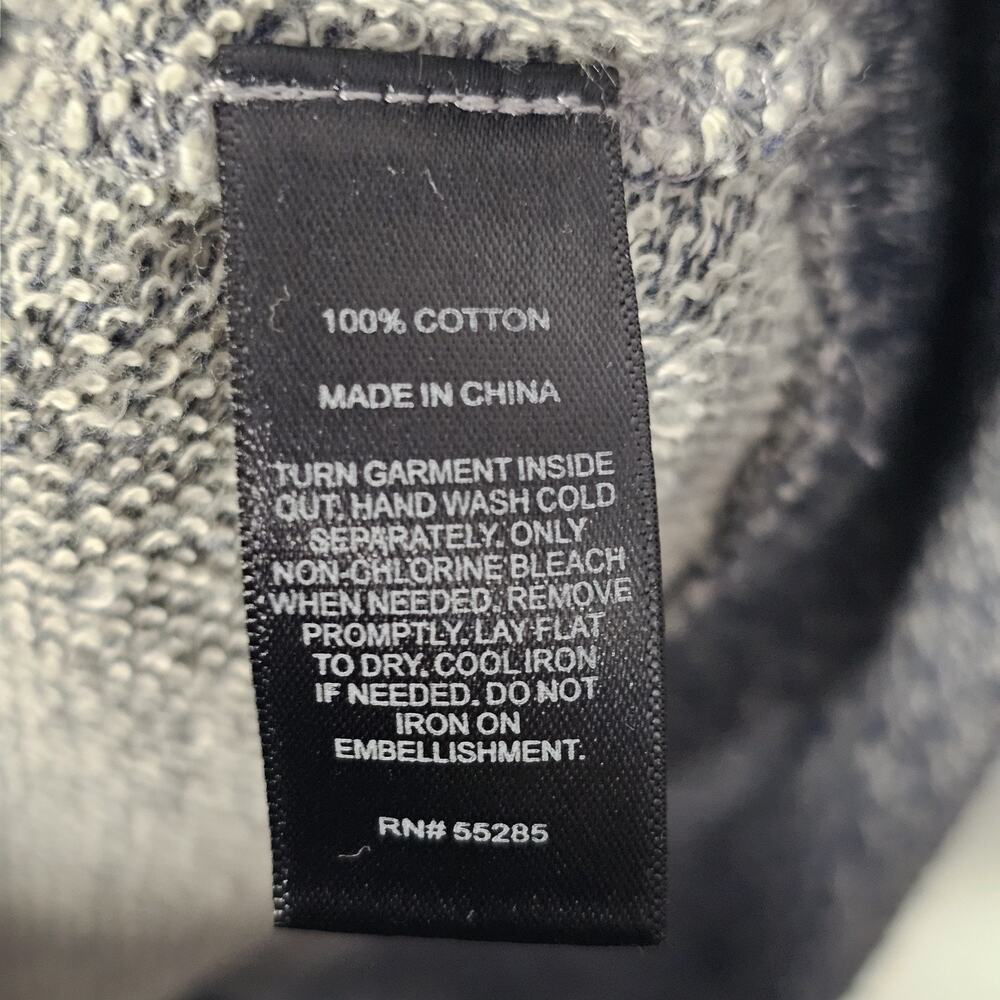 100% COTTON
MADE IN CHINA
TURN GARMENT INSIDE
OUT. HAND WASH COLD
SEPARATELY. ONLY
NON-CHLORINE BLEACH
WHEN NEEDED. REMOVE
PROMPTLY. LAY FLAT
TO DRY. COOL IRON
IF NEEDED. DO NOT
IRON ON
EMBELLISHMENT.
RN# 55285